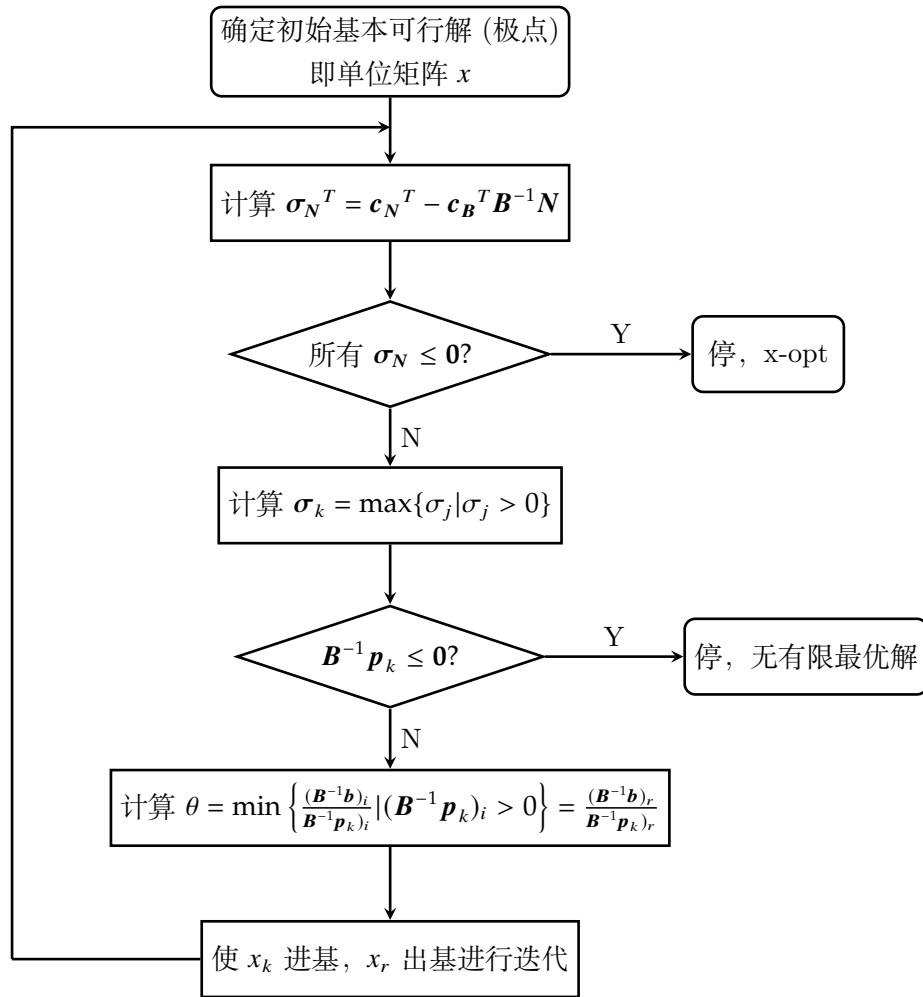 确定初始基本可行解 (极点)
即单位矩阵 x
计算 σ_N^T = c_N^T − c_B^T B^{−1} N
所有 σ_N ≤ 0?
Y
停，x-opt
N
计算 σ_k = max{σ_j|σ_j > 0}
B^{−1} p_k ≤ 0?
Y
停，无有限最优解
N
计算 θ = min { (B^{−1}b)_i / B^{−1}p_k)_i | (B^{−1} p_k)_i > 0 } = (B^{−1}b)_r / B^{−1}p_k)_r
使 x_k 进基，x_r 出基进行迭代